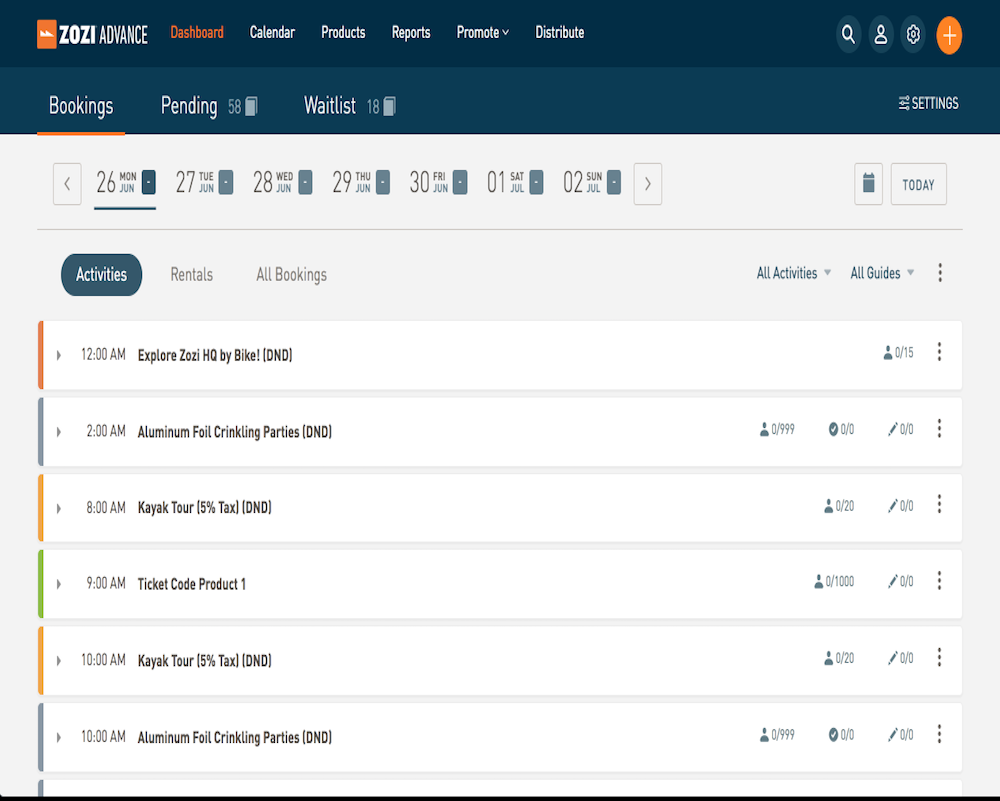 ZOZI ADVANCE Dashboard Calendar Products Reports Promote Distribute
Bookings Pending 58 Waitlist 18 SETTINGS
26 MON JUN - 27 TUE JUN - 28 WED JUN - 29 THU JUN - 30 FRI JUN - 01 SAT JUL - 02 SUN JUL - TODAY
Activities Rentals All Bookings All Activities All Guides
12:00 AM Explore Zozi HQ by Bike! (DND) 0/15
2:00 AM Aluminum Foil Crinkling Parties (DND) 0/999 0/0 0/0
8:00 AM Kayak Tour (5% Tax) (DND) 0/20 0/0
9:00 AM Ticket Code Product 1 0/1000 0/0
10:00 AM Kayak Tour (5% Tax) (DND) 0/20 0/0
10:00 AM Aluminum Foil Crinkling Parties (DND) 0/999 0/0 0/0